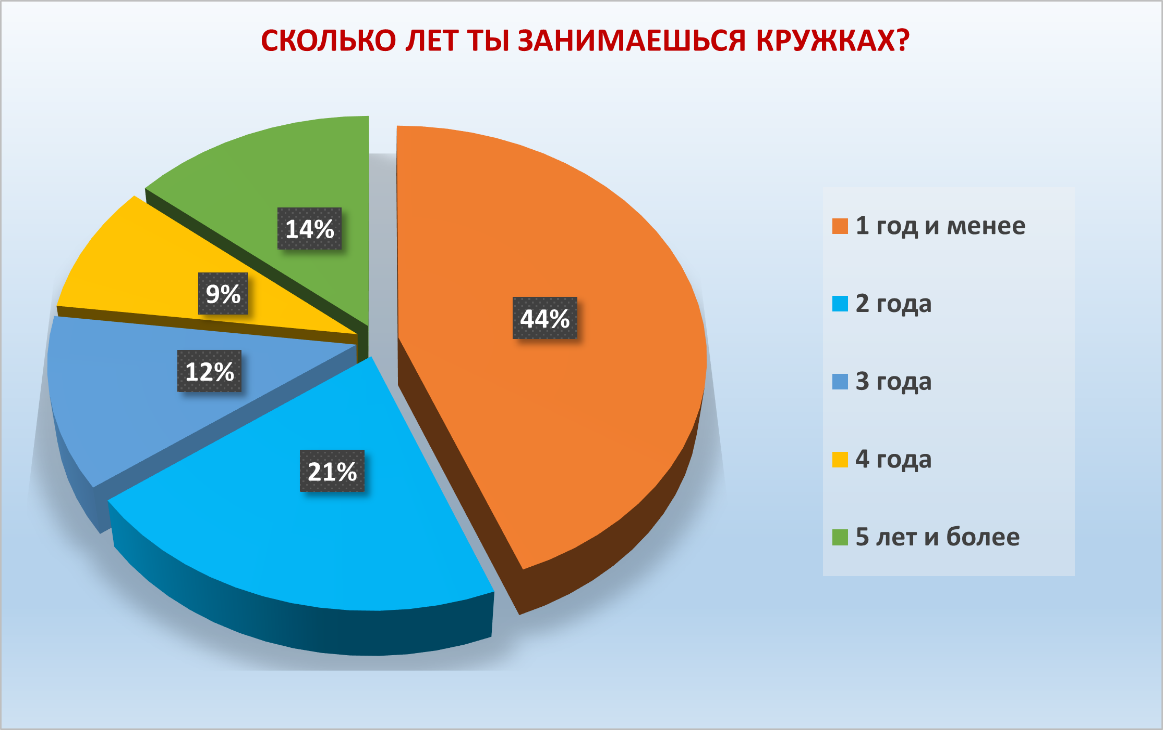 СКОЛЬКО ЛЕТ ТЫ ЗАНИМАЕШЬСЯ КРУЖКАХ?
14%
9%
44%
12%
21%
1 год и менее
2 года
3 года
4 года
5 лет и более